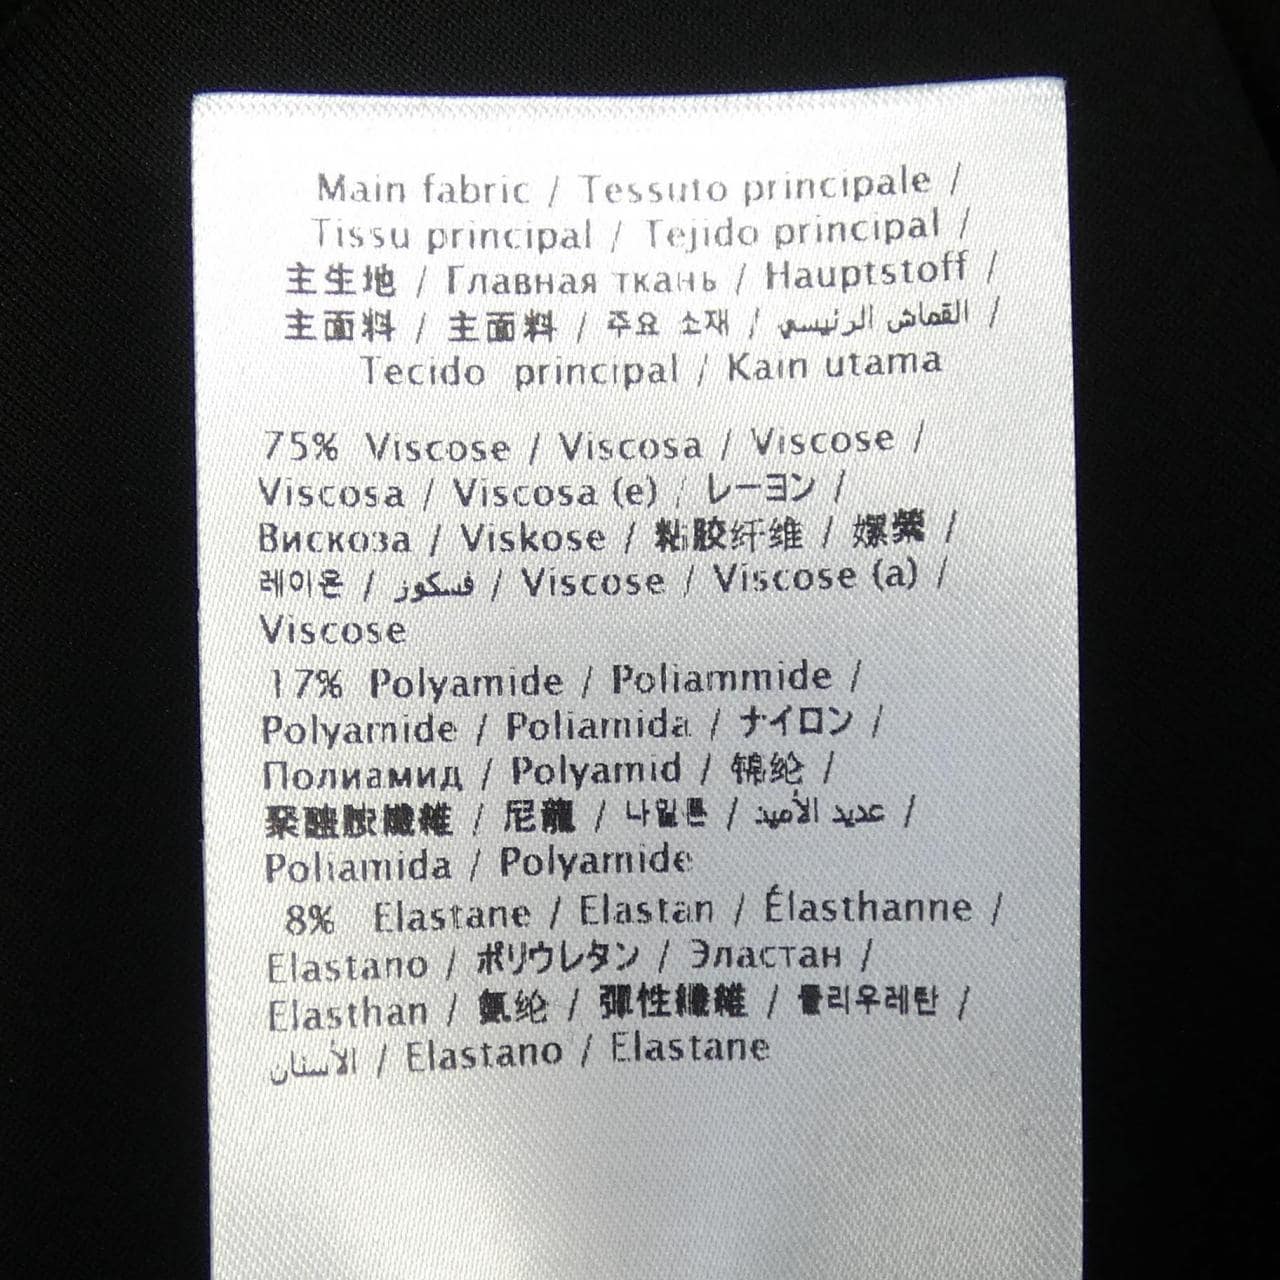 Main fabric / Tessuto principale /
Tissu principal / Tejido principal /
主生地 / Главная ткань / Hauptstoff /
主面料 / 主面料 / 주요 소재 / القماش الرئيسي /
Tecido principal / Kain utama
75% Viscose / Viscosa / Viscose /
Viscosa / Viscosa (e) / レーヨン /
Вискоза / Viskose / 粘胶纤维 / 嫘縈 /
레이온 / فسكوز / Viscose / Viscose (a) /
Viscose
17% Polyamide / Poliammide /
Polyamide / Poliamida / ナイロン /
Полиамид / Polyamid / 锦纶 /
聚醯胺纖維 / 尼龍 / 나일론 / عديد الأميد /
Poliamida / Polyamide
8% Elastane / Elastan / Élasthanne /
Elastano / ポリウレタン / Эластан /
Elasthan / 氨纶 / 彈性纖維 / 폴리우레탄 /
الأستان / Elastano / Elastane